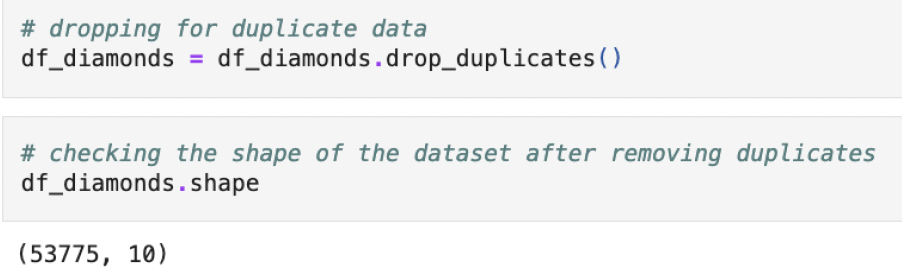 # dropping for duplicate data
df_diamonds = df_diamonds.drop_duplicates()
# checking the shape of the dataset after removing duplicates
df_diamonds.shape
(53775, 10)